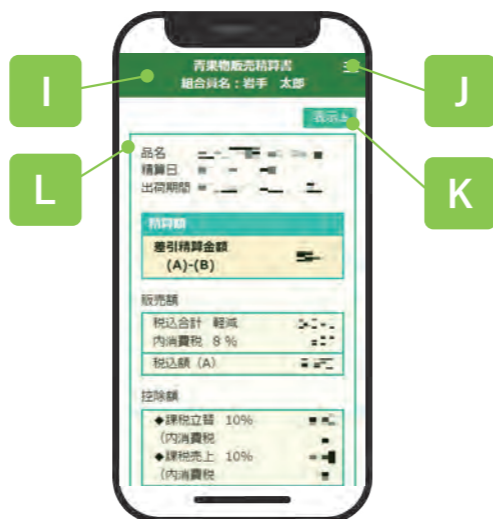 青果物販売精算書
組合員名：岩手 太郎
I
J
K
L
品名
精算日
出荷期間
精算額
差引精算金額
(A)-(B)
販売額
税込合計 軽減
内消費税 8%
税込額 (A)
控除額
◆課税立替 10%
(内消費税
◆課税売上 10%
(内消費税